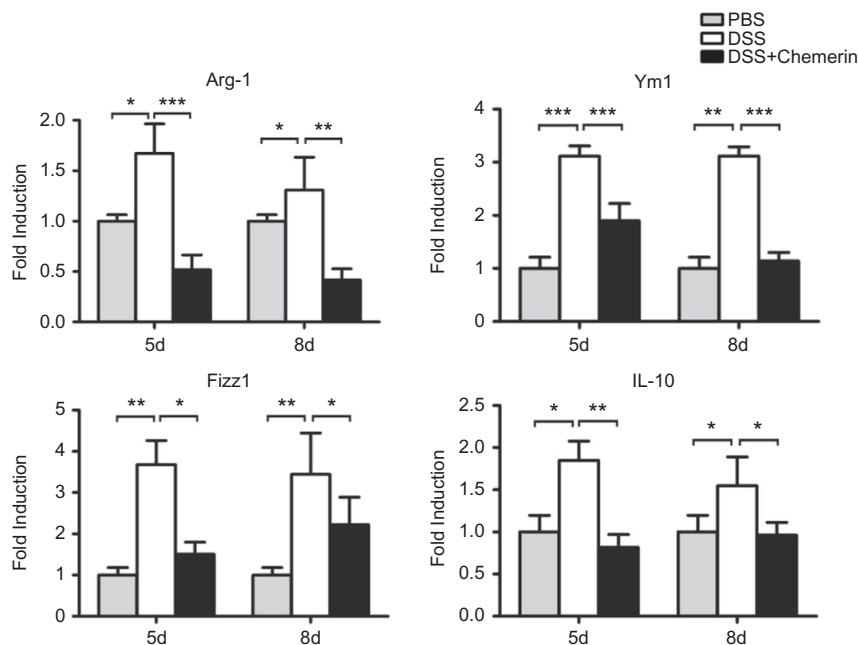 PBS
DSS
DSS+Chemerin
Arg-1
* *** * **
Fold Induction
2.0
1.5
1.0
0.5
0.0
5d 8d
Ym1
*** *** ** ***
Fold Induction
4
3
2
1
0
5d 8d
Fizz1
** * ** *
Fold Induction
5
4
3
2
1
0
5d 8d
IL-10
* ** * *
Fold Induction
2.5
2.0
1.5
1.0
0.5
0.0
5d 8d